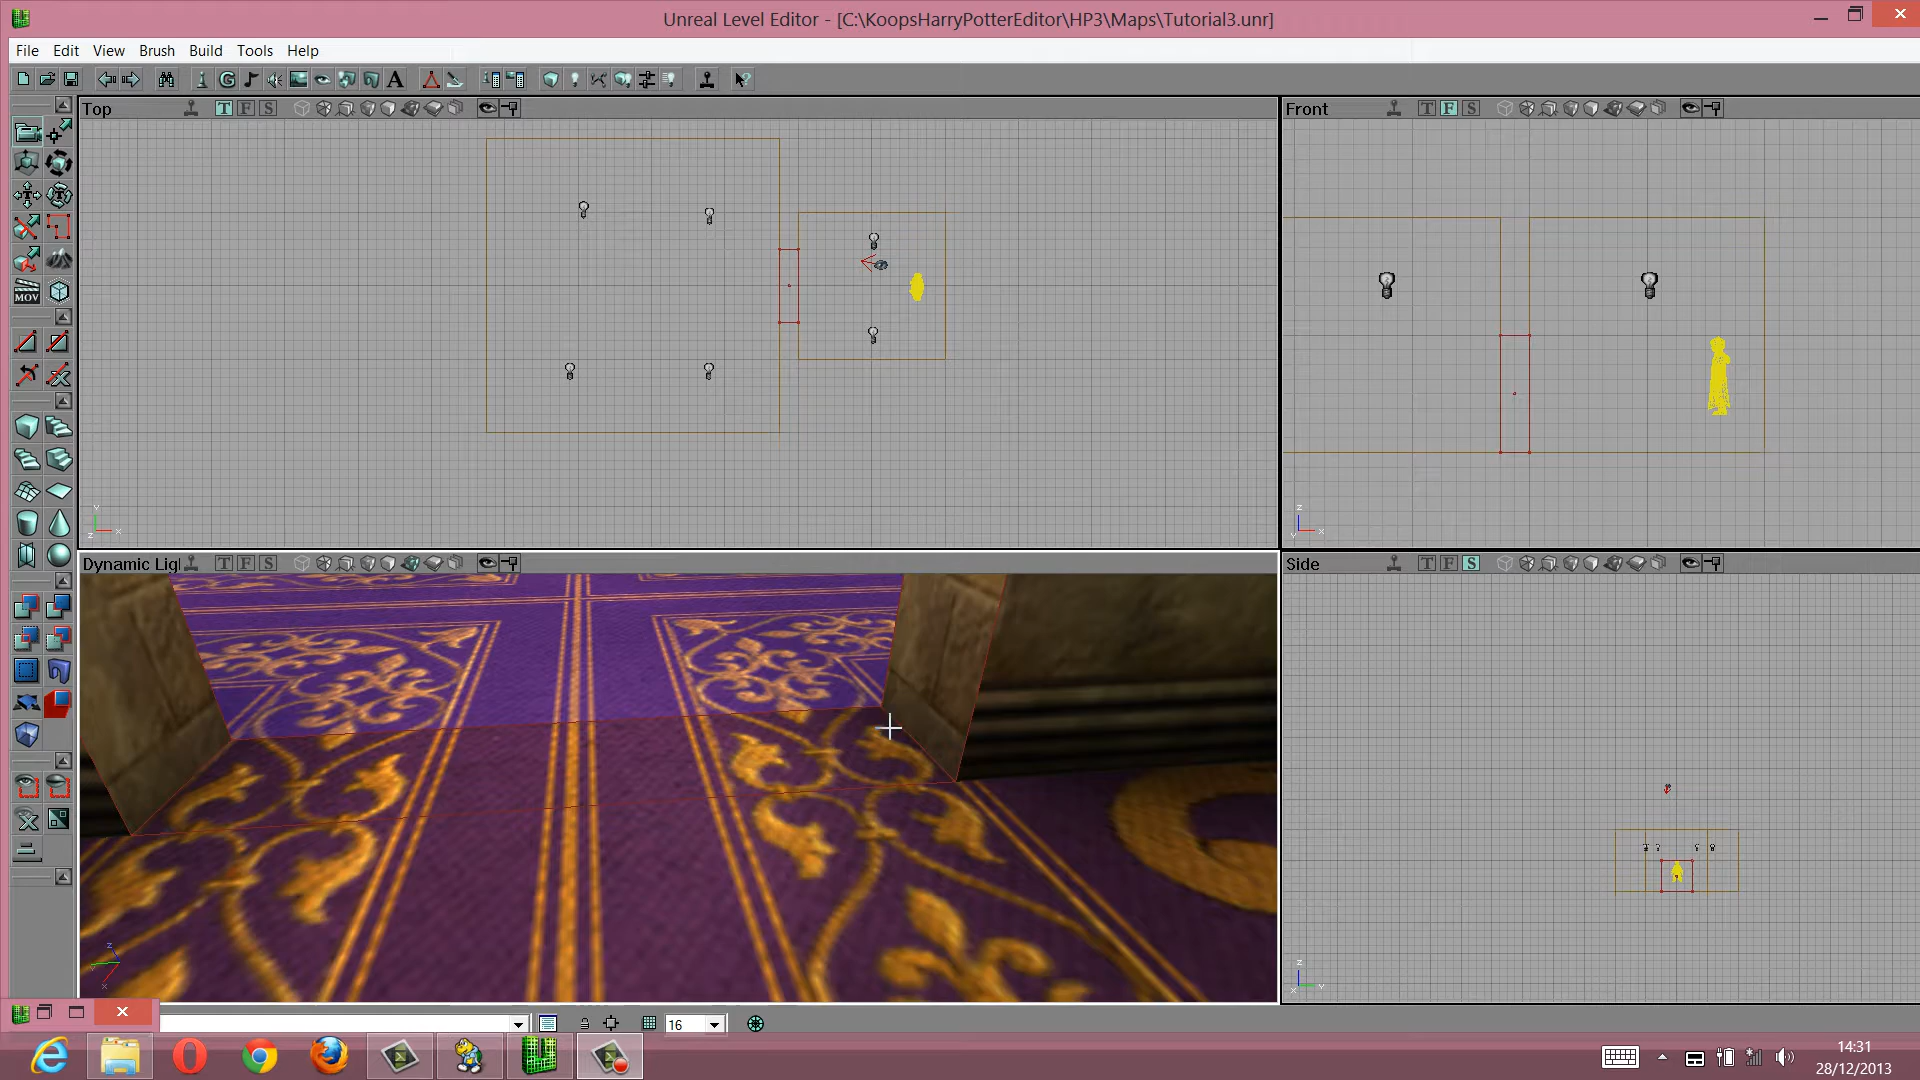 Unreal Level Editor - [C:\KoopsHarryPotterEditor\HP3\Maps\Tutorial3.unr]
File Edit View Brush Build Tools Help
Top T F S
Front T F S
MOV
Dynamic Lig T F S
Side T F S
16
14:31
28/12/2013